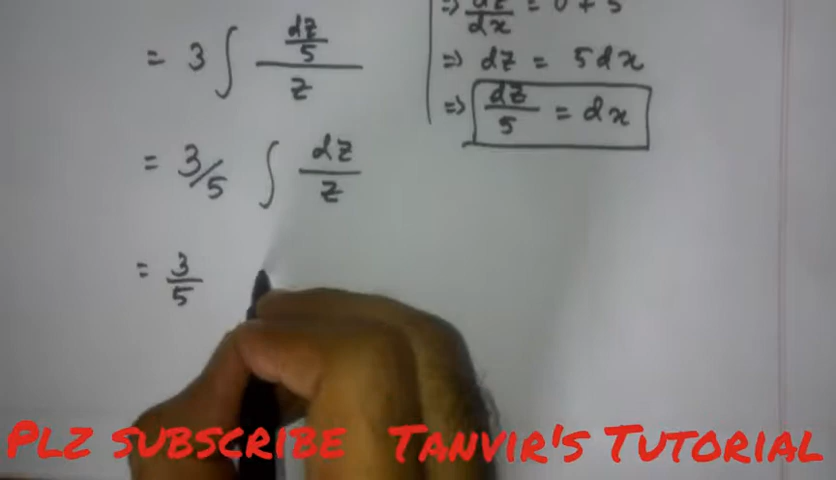 = 3 ∫ (dz/5)/z
= 3/5 ∫ dz/z
= 3/5
⇒ dz/dx = 0 + 5
⇒ dz = 5dx
⇒ dz/5 = dx
Plz subscribe Tanvir's Tutorial